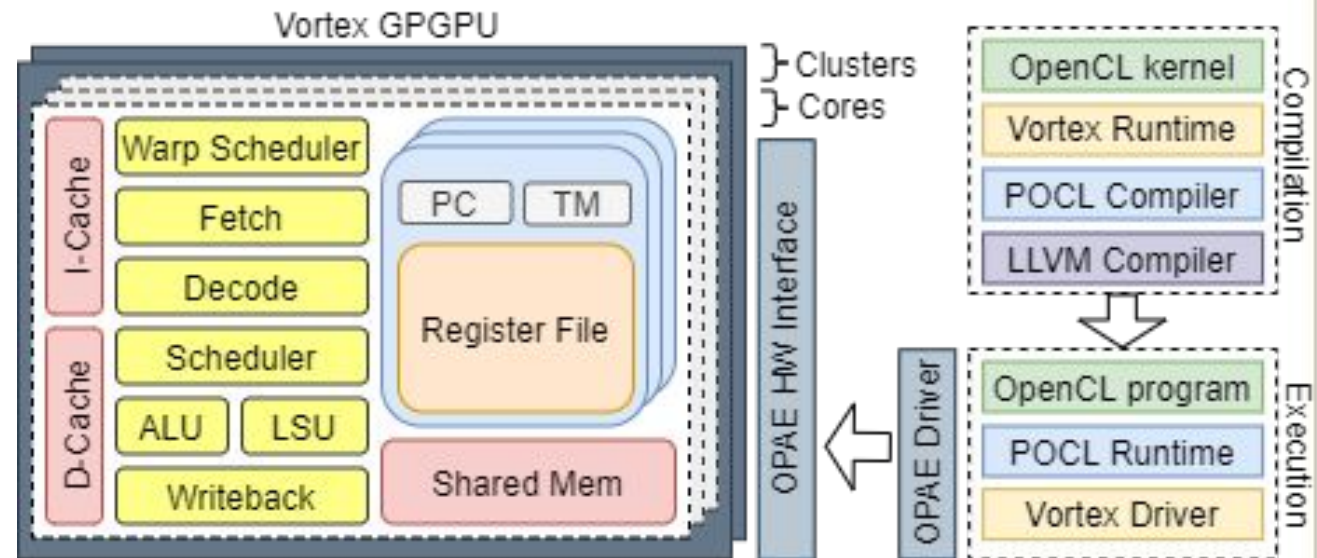 Vortex GPGPU
Clusters
Cores
I-Cache
D-Cache
Warp Scheduler
Fetch
Decode
Scheduler
ALU
LSU
Writeback
PC
TM
Register File
Shared Mem
OPAE HW Interface
OPAE Driver
OpenCL kernel
Vortex Runtime
POCL Compiler
LLVM Compiler
Compilation
OpenCL program
POCL Runtime
Vortex Driver
Execution